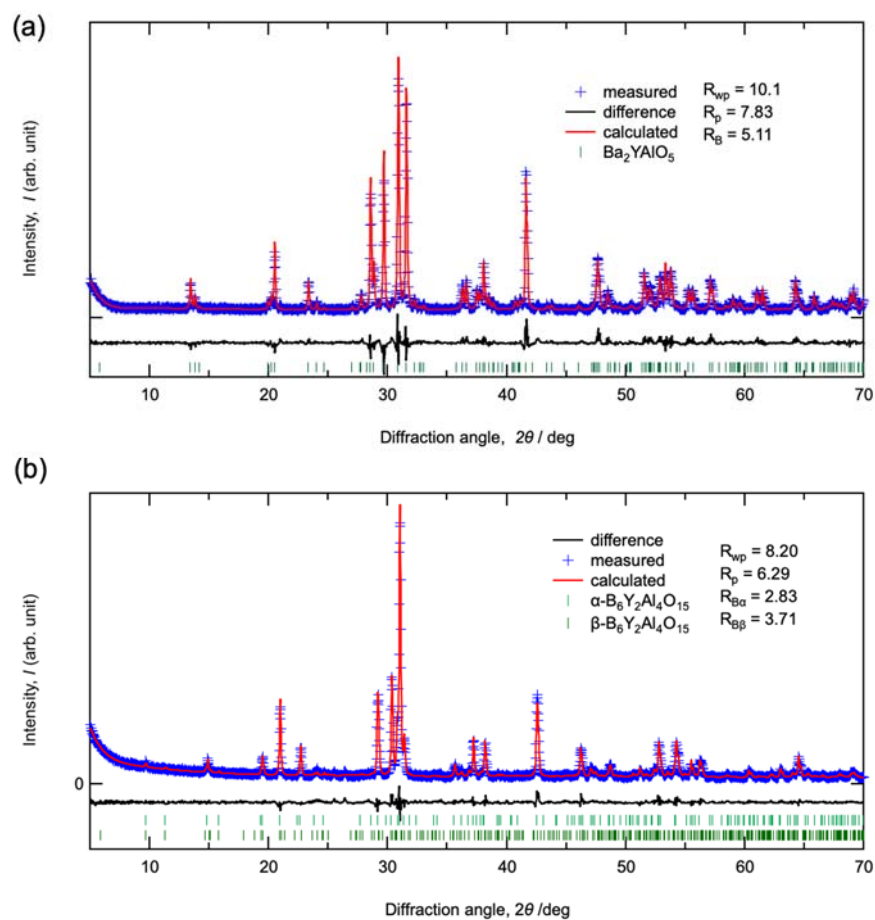 (a)
Intensity, I (arb. unit)
measured
difference
calculated
Ba₂YAlO₅
R_wp = 10.1
R_p = 7.83
R_B = 5.11
10 20 30 40 50 60 70
Diffraction angle, 2θ / deg
(b)
Intensity, I (arb. unit)
difference
measured
calculated
α-B₆Y₂Al₄O₁₅
β-B₆Y₂Al₄O₁₅
R_wp = 8.20
R_p = 6.29
R_Bα = 2.83
R_Bβ = 3.71
0
10 20 30 40 50 60 70
Diffraction angle, 2θ /deg